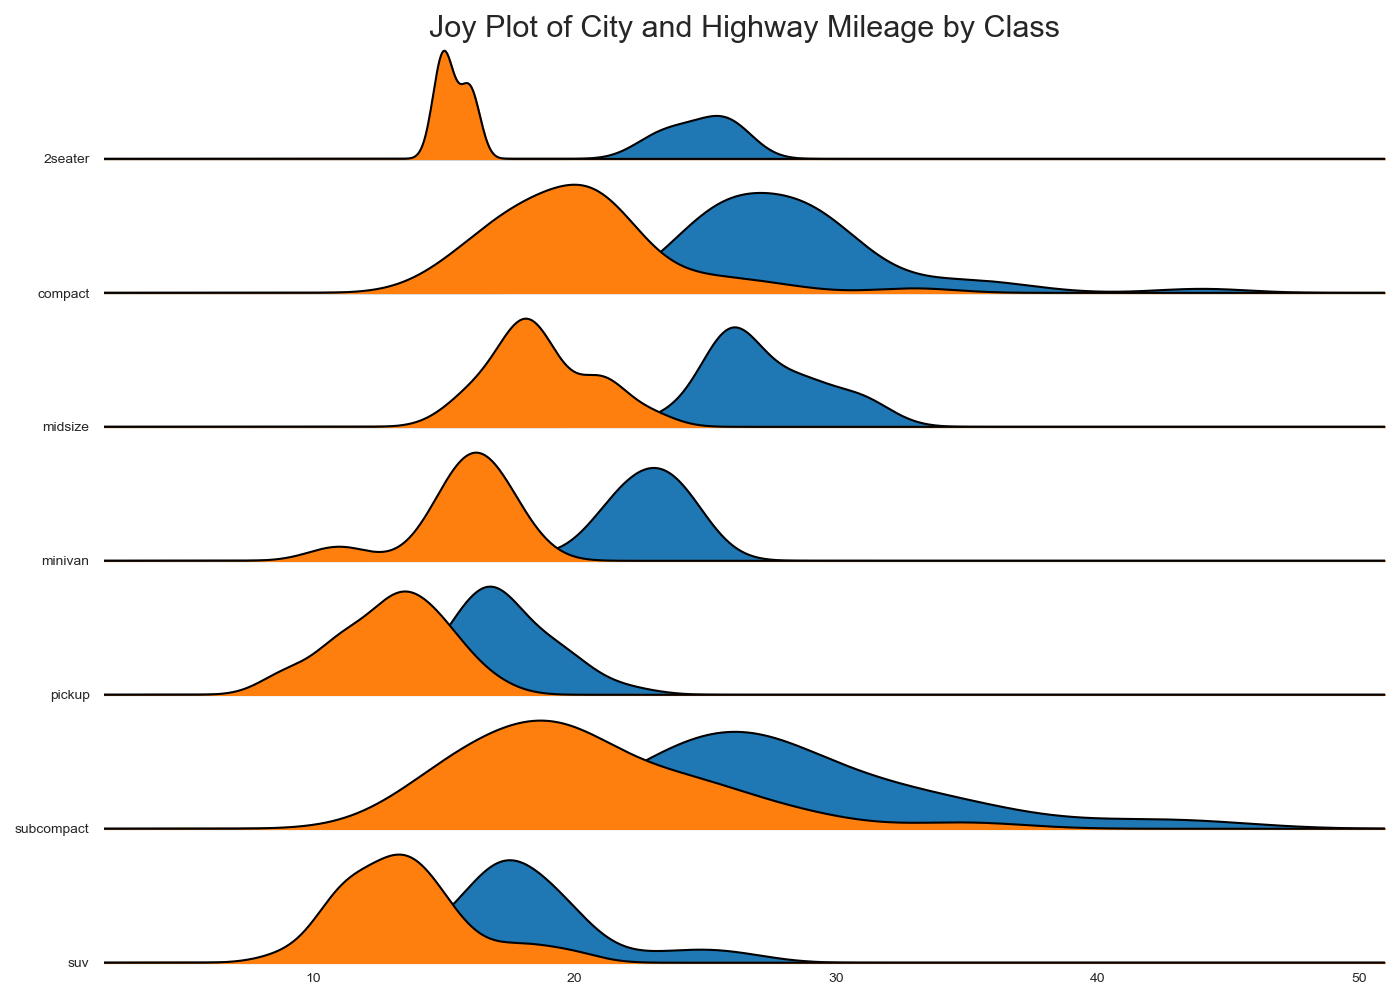 Joy Plot of City and Highway Mileage by Class
2seater
compact
midsize
minivan
pickup
subcompact
suv
10 20 30 40 50